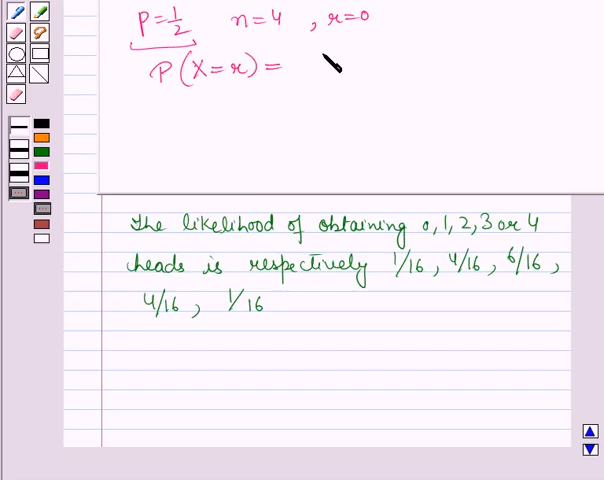 P=1/2 n=4 , r=0
P(X=r)=
The likelihood of obtaining 0,1,2,3 or 4
heads is respectively 1/16, 4/16, 6/16,
4/16, 1/16